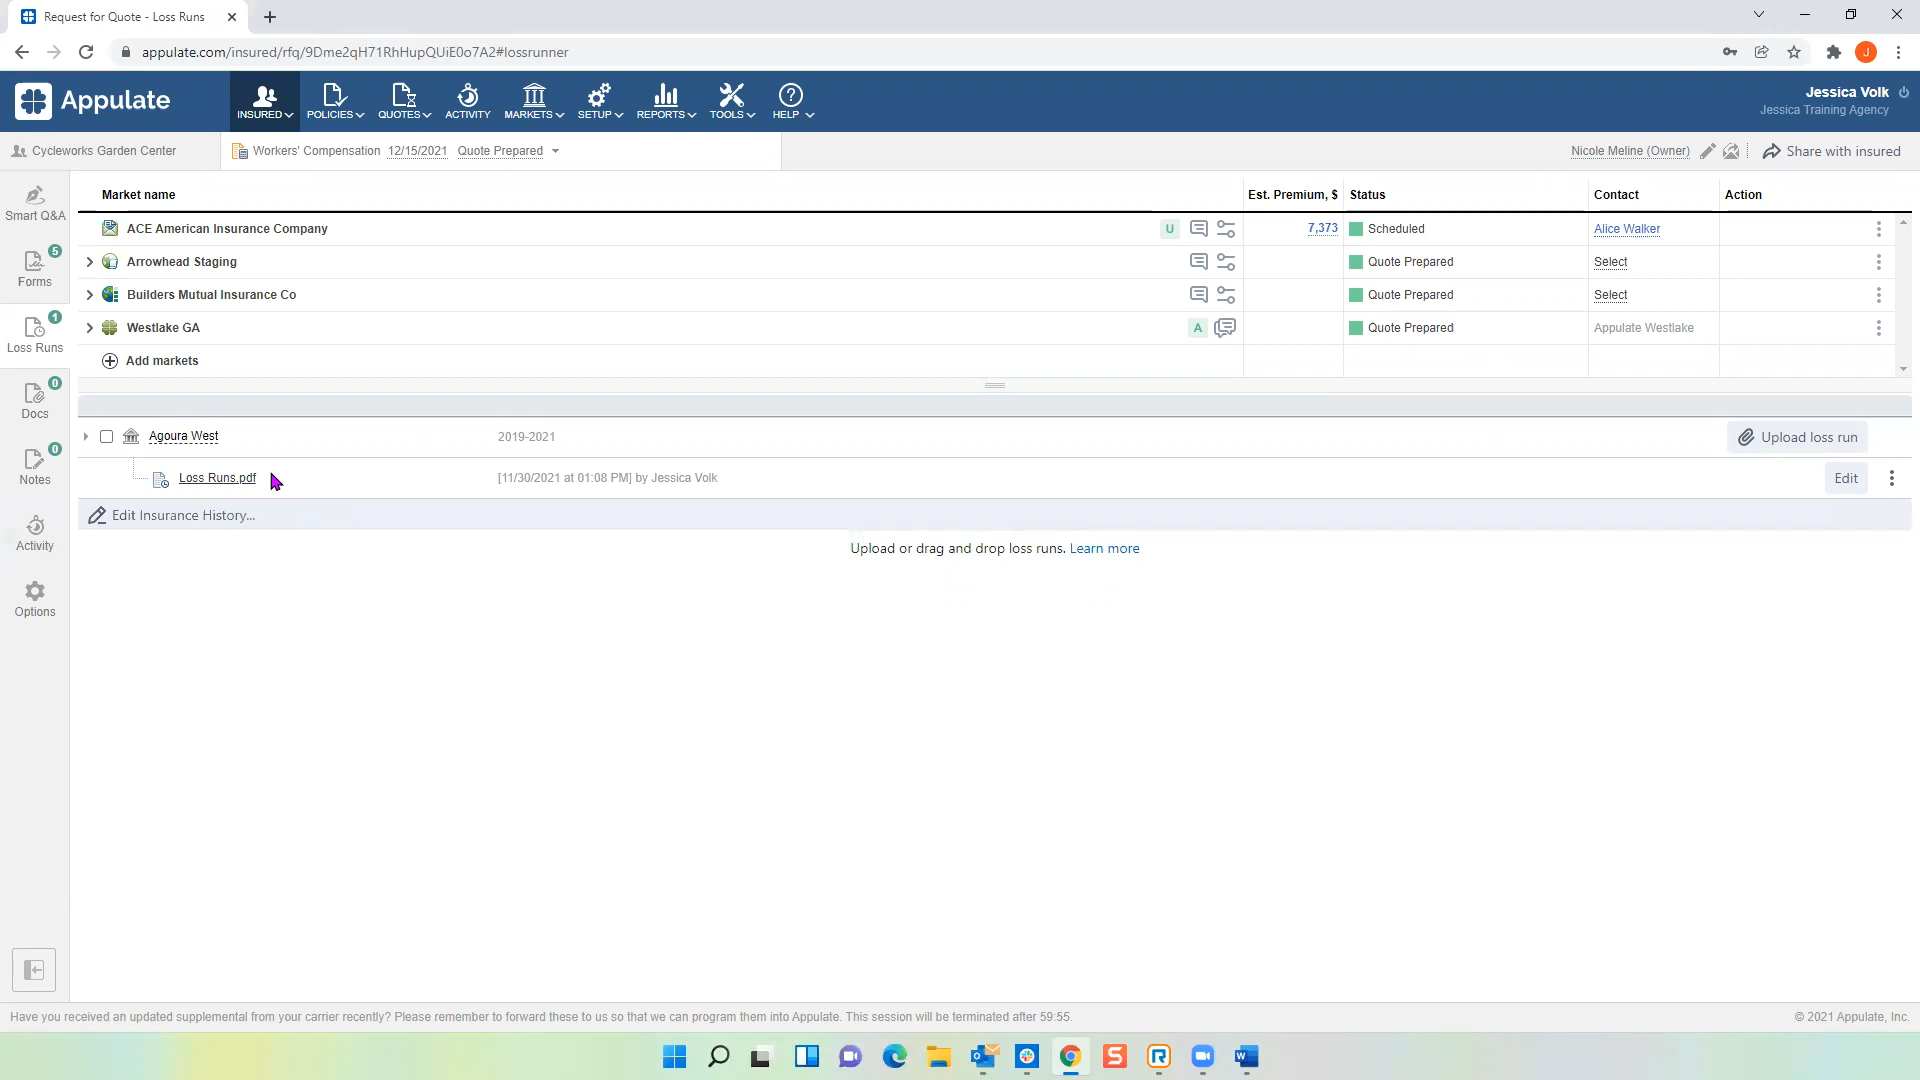 Request for Quote - Loss Runs
appulate.com/insured/rfq/9Dme2qH71RhHupQUiE0o7A2#lossrunner
J
Appulate
INSURED
POLICIES
QUOTES
ACTIVITY
MARKETS
SETUP
REPORTS
TOOLS
HELP
Jessica Volk
Jessica Training Agency
Cycleworks Garden Center
Workers' Compensation 12/15/2021 Quote Prepared
Nicole Meline (Owner)
Share with insured
Smart Q&A
5
Forms
1
Loss Runs
0
Docs
0
Notes
Activity
Options
Market name Est. Premium, $ Status Contact Action
ACE American Insurance Company U 7,373 Scheduled Alice Walker
Arrowhead Staging Quote Prepared Select
Builders Mutual Insurance Co Quote Prepared Select
Westlake GA A Quote Prepared Appulate Westlake
Add markets
Agoura West 2019-2021 Upload loss run
Loss Runs.pdf [11/30/2021 at 01:08 PM] by Jessica Volk Edit
Edit Insurance History...
Upload or drag and drop loss runs. Learn more
Have you received an updated supplemental from your carrier recently? Please remember to forward these to us so that we can program them into Appulate. This session will be terminated after 59:55.
© 2021 Appulate, Inc.